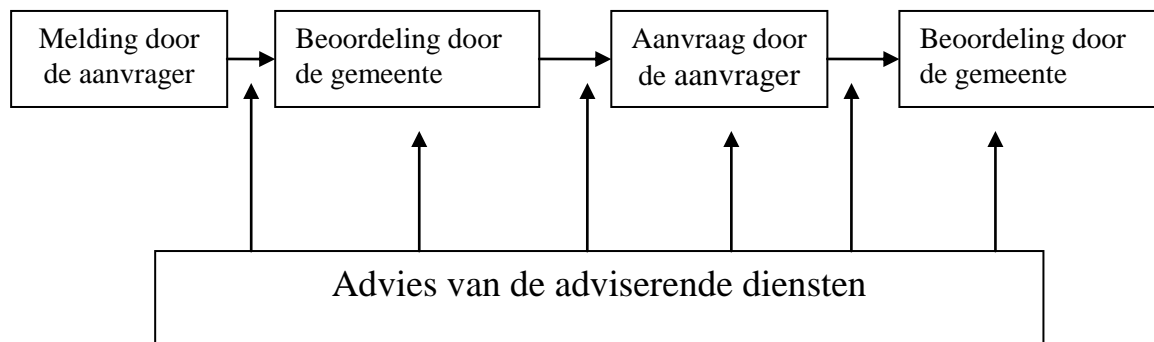 Melding door
de aanvrager
Beoordeling door
de gemeente
Aanvraag door
de aanvrager
Beoordeling door
de gemeente
Advies van de adviserende diensten